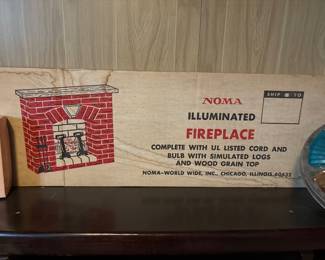 NOMA
SHIP TO
ILLUMINATED
FIREPLACE
COMPLETE WITH UL LISTED CORD AND
BULB WITH SIMULATED LOGS
AND WOOD GRAIN TOP
NOMA-WORLD WIDE, INC., CHICAGO, ILLINOIS 60635